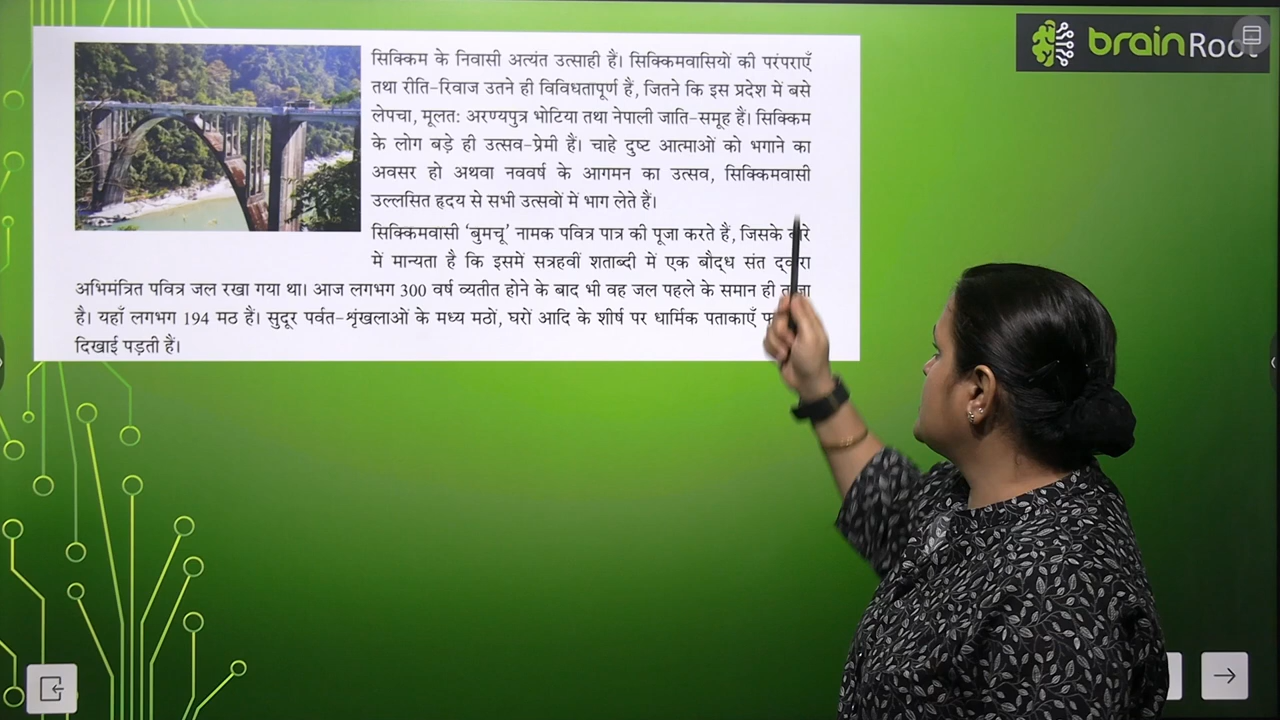 सिक्किम के निवासी अत्यंत उत्साही हैं। सिक्किमवासियों की परंपराएँ
तथा रीति-रिवाज उतने ही विविधतापूर्ण हैं, जितने कि इस प्रदेश में बसे
लेपचा, मूलत: अरण्यपुत्र भोटिया तथा नेपाली जाति-समूह हैं। सिक्किम
के लोग बड़े ही उत्सव-प्रेमी हैं। चाहे दुष्ट आत्माओं को भगाने का
अवसर हो अथवा नववर्ष के आगमन का उत्सव, सिक्किमवासी
उल्लसित हृदय से सभी उत्सवों में भाग लेते हैं।
सिक्किमवासी ‘बुमचू’ नामक पवित्र पात्र की पूजा करते हैं, जिसके बारे
में मान्यता है कि इसमें सत्रहवीं शताब्दी में एक बौद्ध संत द्वारा
अभिमंत्रित पवित्र जल रखा गया था। आज लगभग 300 वर्ष व्यतीत होने के बाद भी वह जल पहले के समान ही ताजा
है। यहाँ लगभग 194 मठ हैं। सुदूर पर्वत-शृंखलाओं के मध्य मठों, घरों आदि के शीर्ष पर धार्मिक पताकाएँ
दिखाई पड़ती हैं।
brainRoot